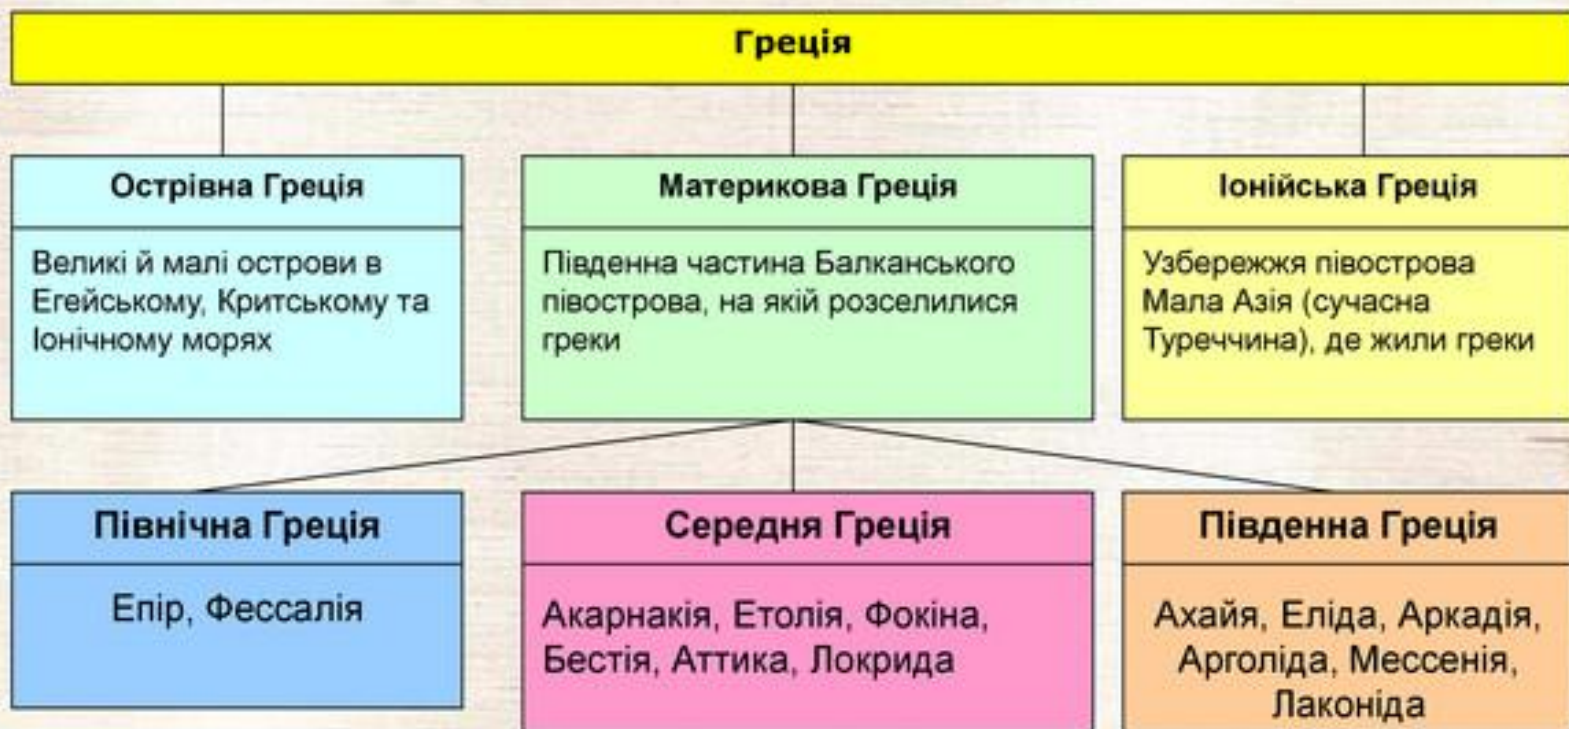 Греція
Острівна Греція
Великі й малі острови в
Егейському, Критському та
Іонічному морях
Материкова Греція
Південна частина Балканського
півострова, на якій розселилися
греки
Іонійська Греція
Узбережжя півострова
Мала Азія (сучасна
Туреччина), де жили греки
Північна Греція
Епір, Фессалія
Середня Греція
Акарнакія, Етолія, Фокіна,
Бестія, Аттика, Локрида
Південна Греція
Ахайя, Еліда, Аркадія,
Арголіда, Мессенія,
Лаконіда